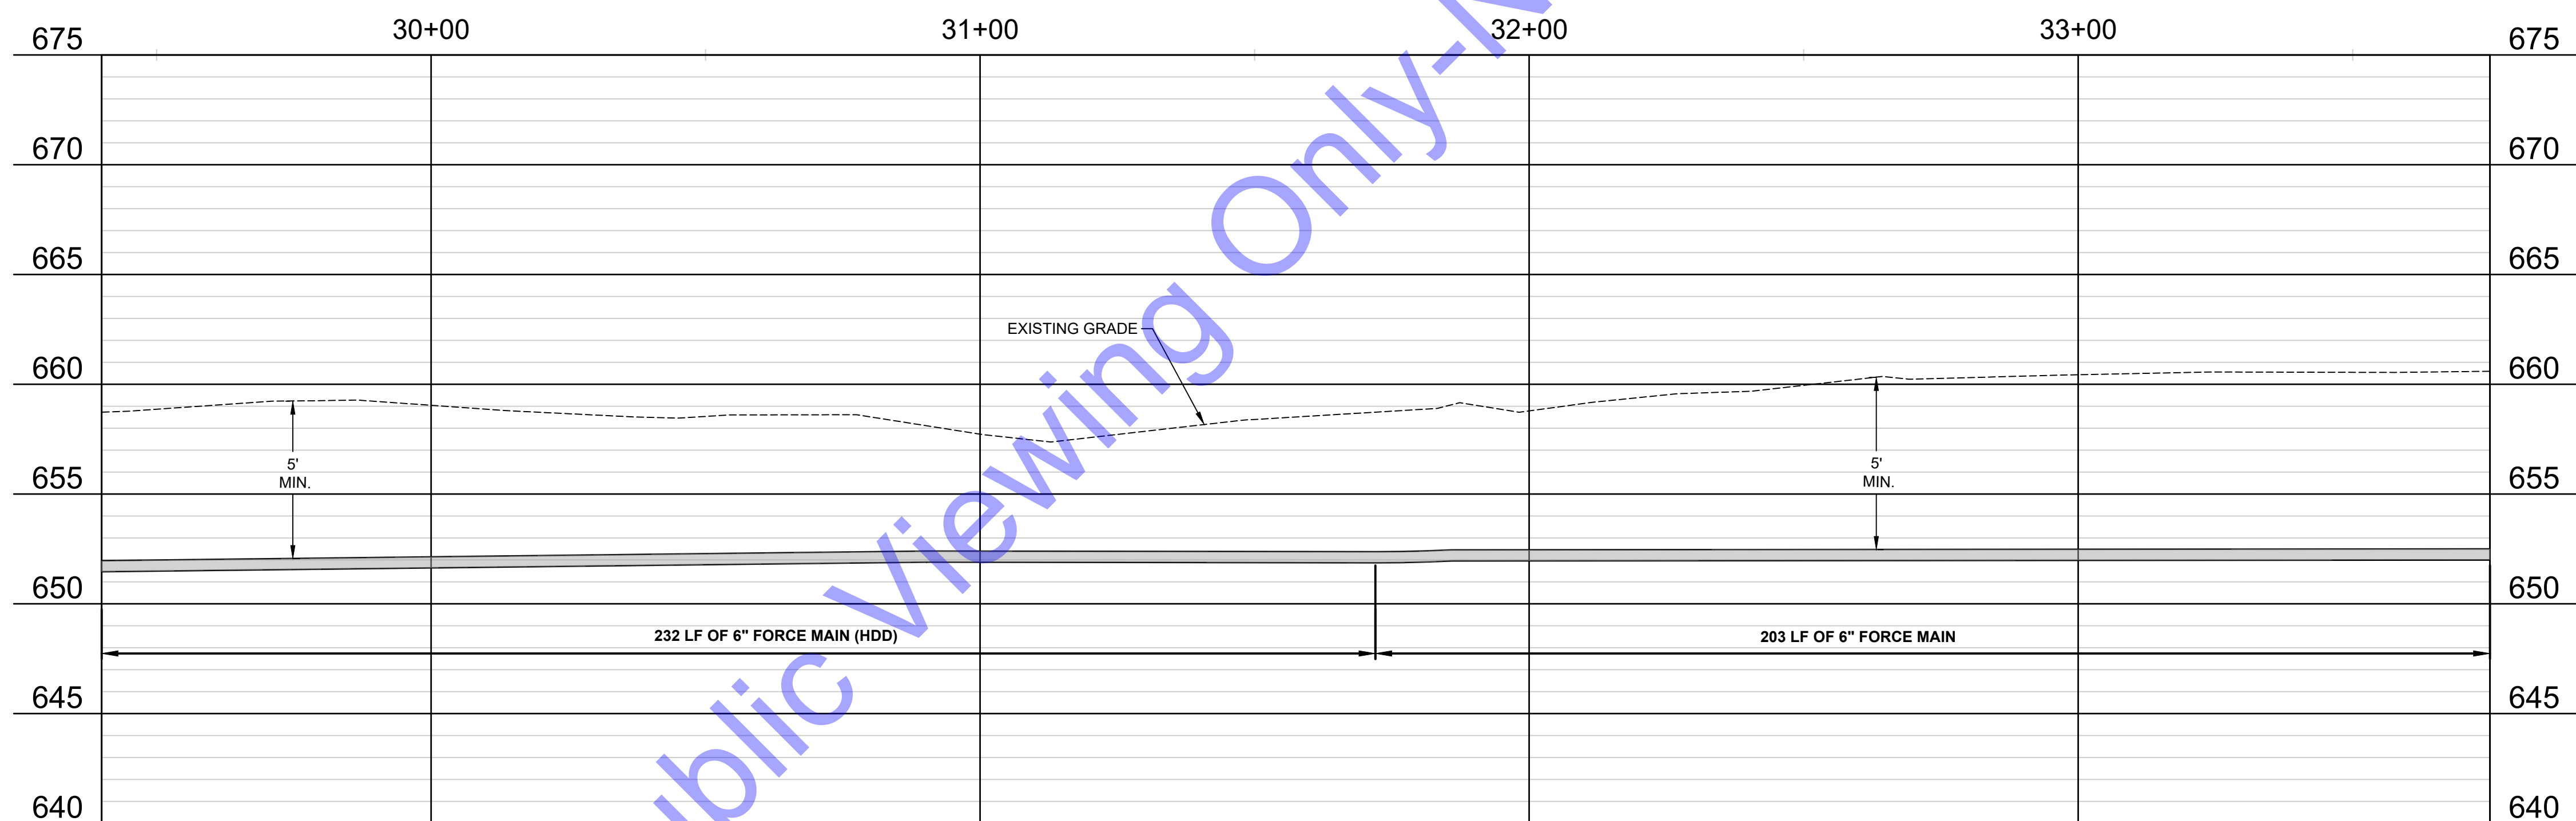 30+00 31+00 32+00 33+00
675 675
670 670
665 665
EXISTING GRADE
660 660
5' 5'
MIN. MIN.
655 655
650 650
232 LF OF 6" FORCE MAIN (HDD) 203 LF OF 6" FORCE MAIN
645 645
640 640
ublic Viewing Only-N